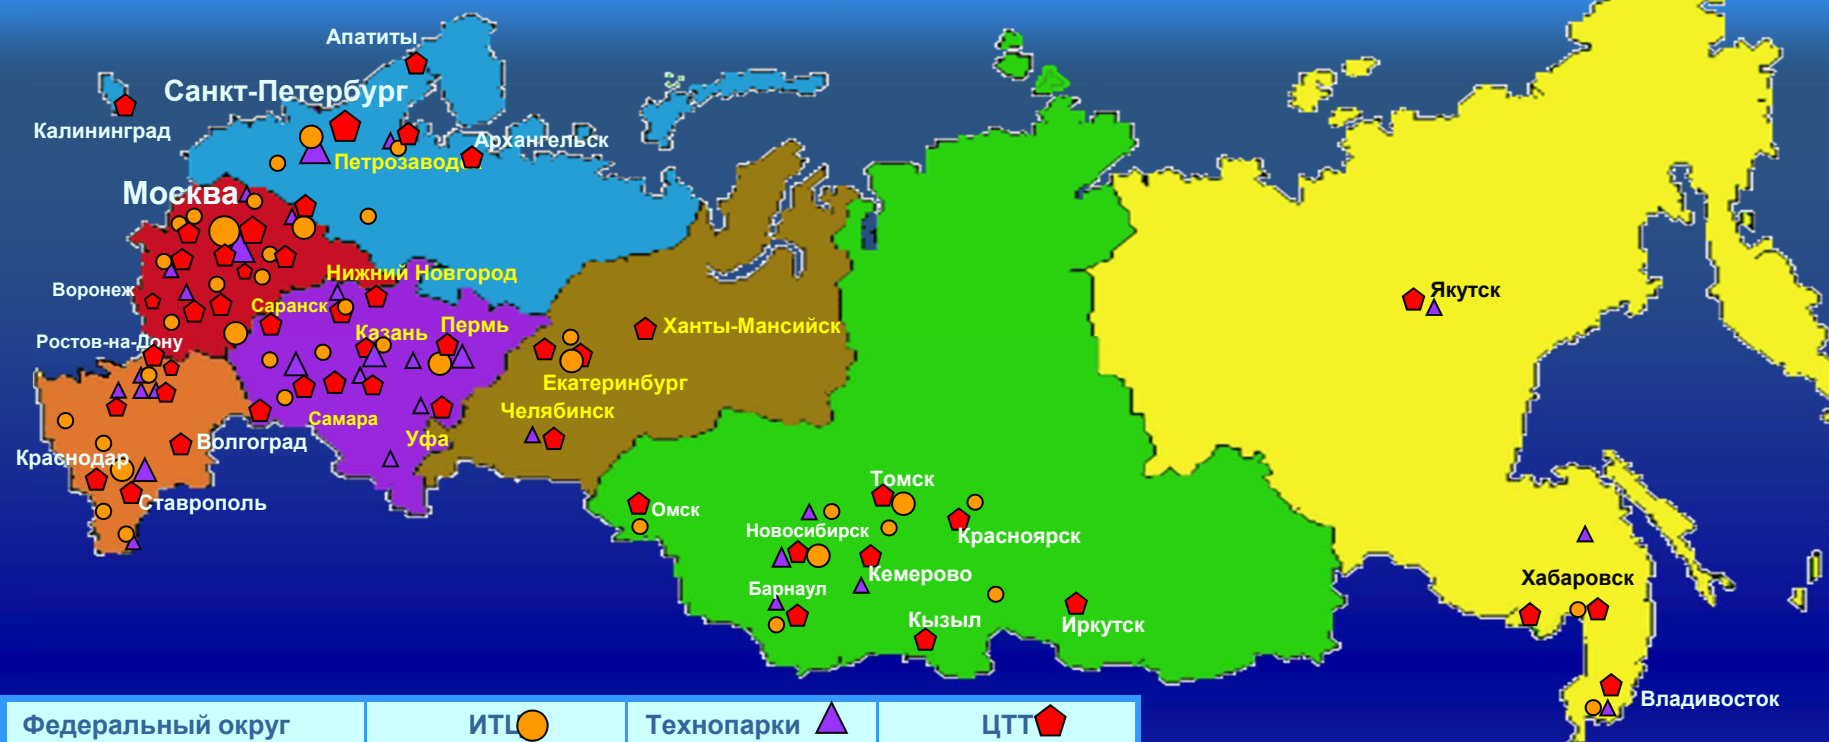 Апатиты
Санкт-Петербург
Калининград
Архангельск
Петрозаводс
Москва
Нижний Новгород
Воронеж
Саранск
Якутск
Ростов-на-Дону
Казань
Пермь
Ханты-Мансийск
Екатеринбург
Челябинск
Самара
Уфа
Волгоград
Краснодар
Ставрополь
Томск
Омск
Новосибирск
Красноярск
Кемерово
Барнаул
Хабаровск
Кызыл
Иркутск
Владивосток
Федеральный округ
ИТЦ
Технопарки
ЦТТ